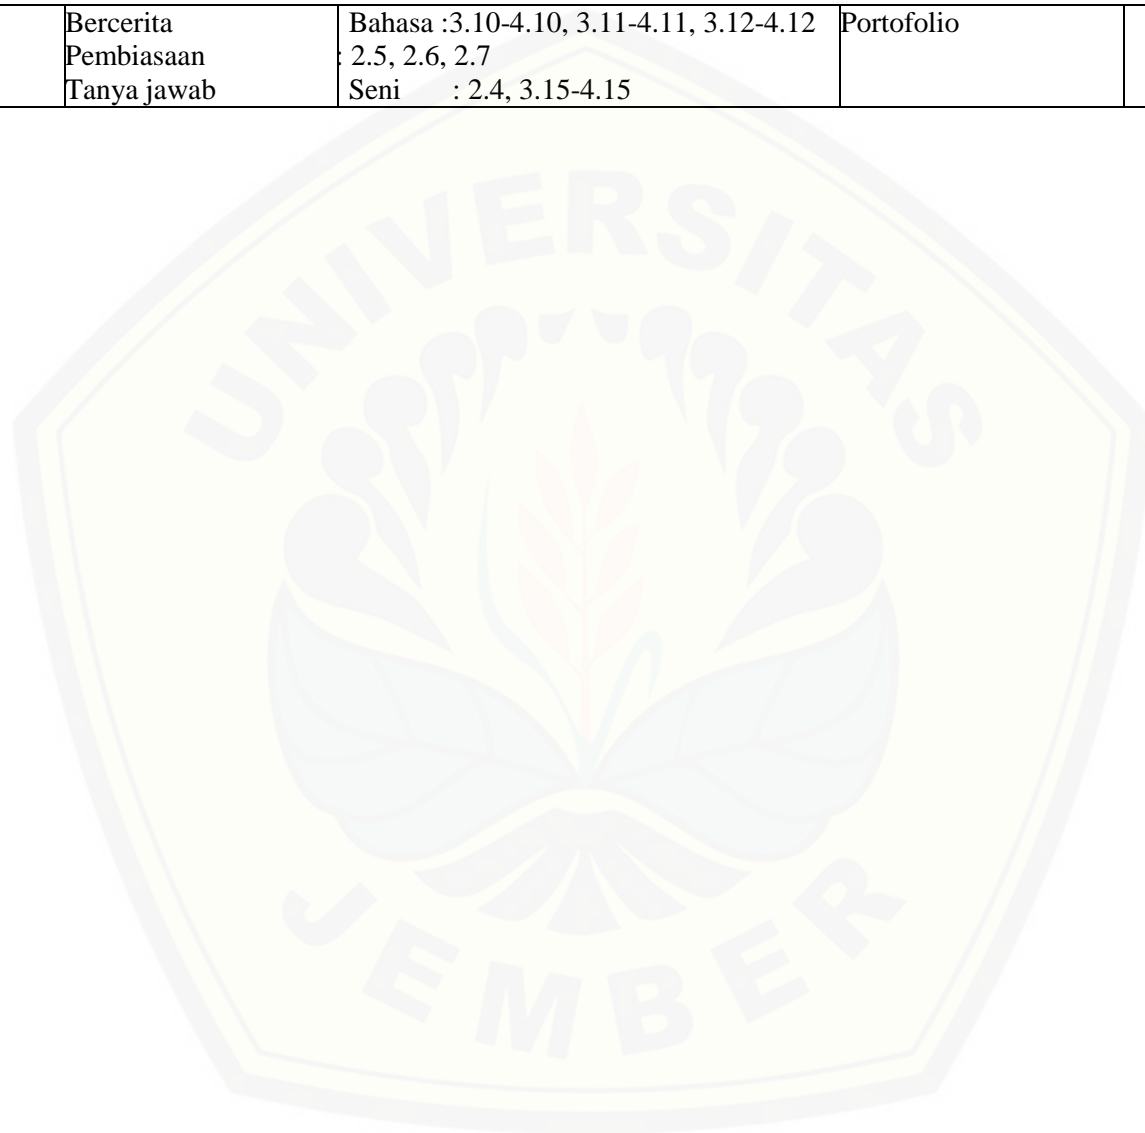 Bercerita Bahasa :3.10-4.10, 3.11-4.11, 3.12-4.12 Portofolio
Pembiasaan : 2.5, 2.6, 2.7
Tanya jawab Seni : 2.4, 3.15-4.15
UNIVERSITAS
JEMBER